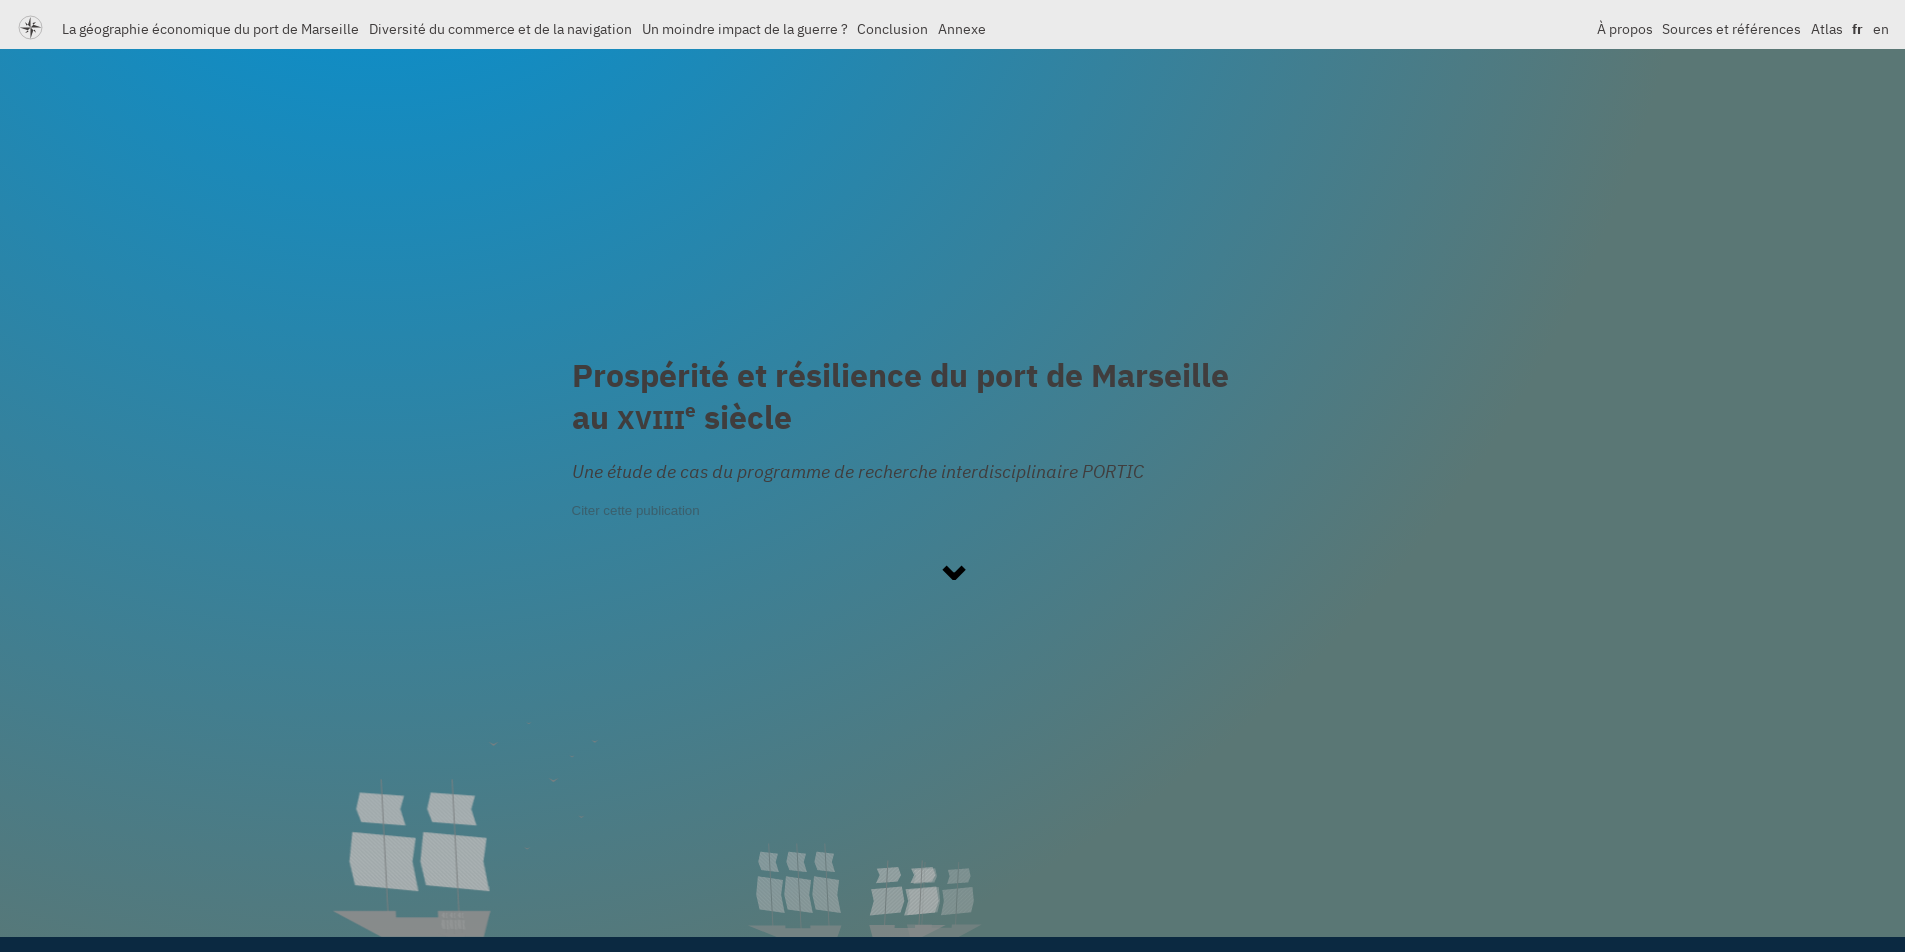 La géographie économique du port de Marseille Diversité du commerce et de la navigation Un moindre impact de la guerre ? Conclusion Annexe À propos Sources et références Atlas fr en
Prospérité et résilience du port de Marseille
au XVIIIe siècle
Une étude de cas du programme de recherche interdisciplinaire PORTIC
Citer cette publication